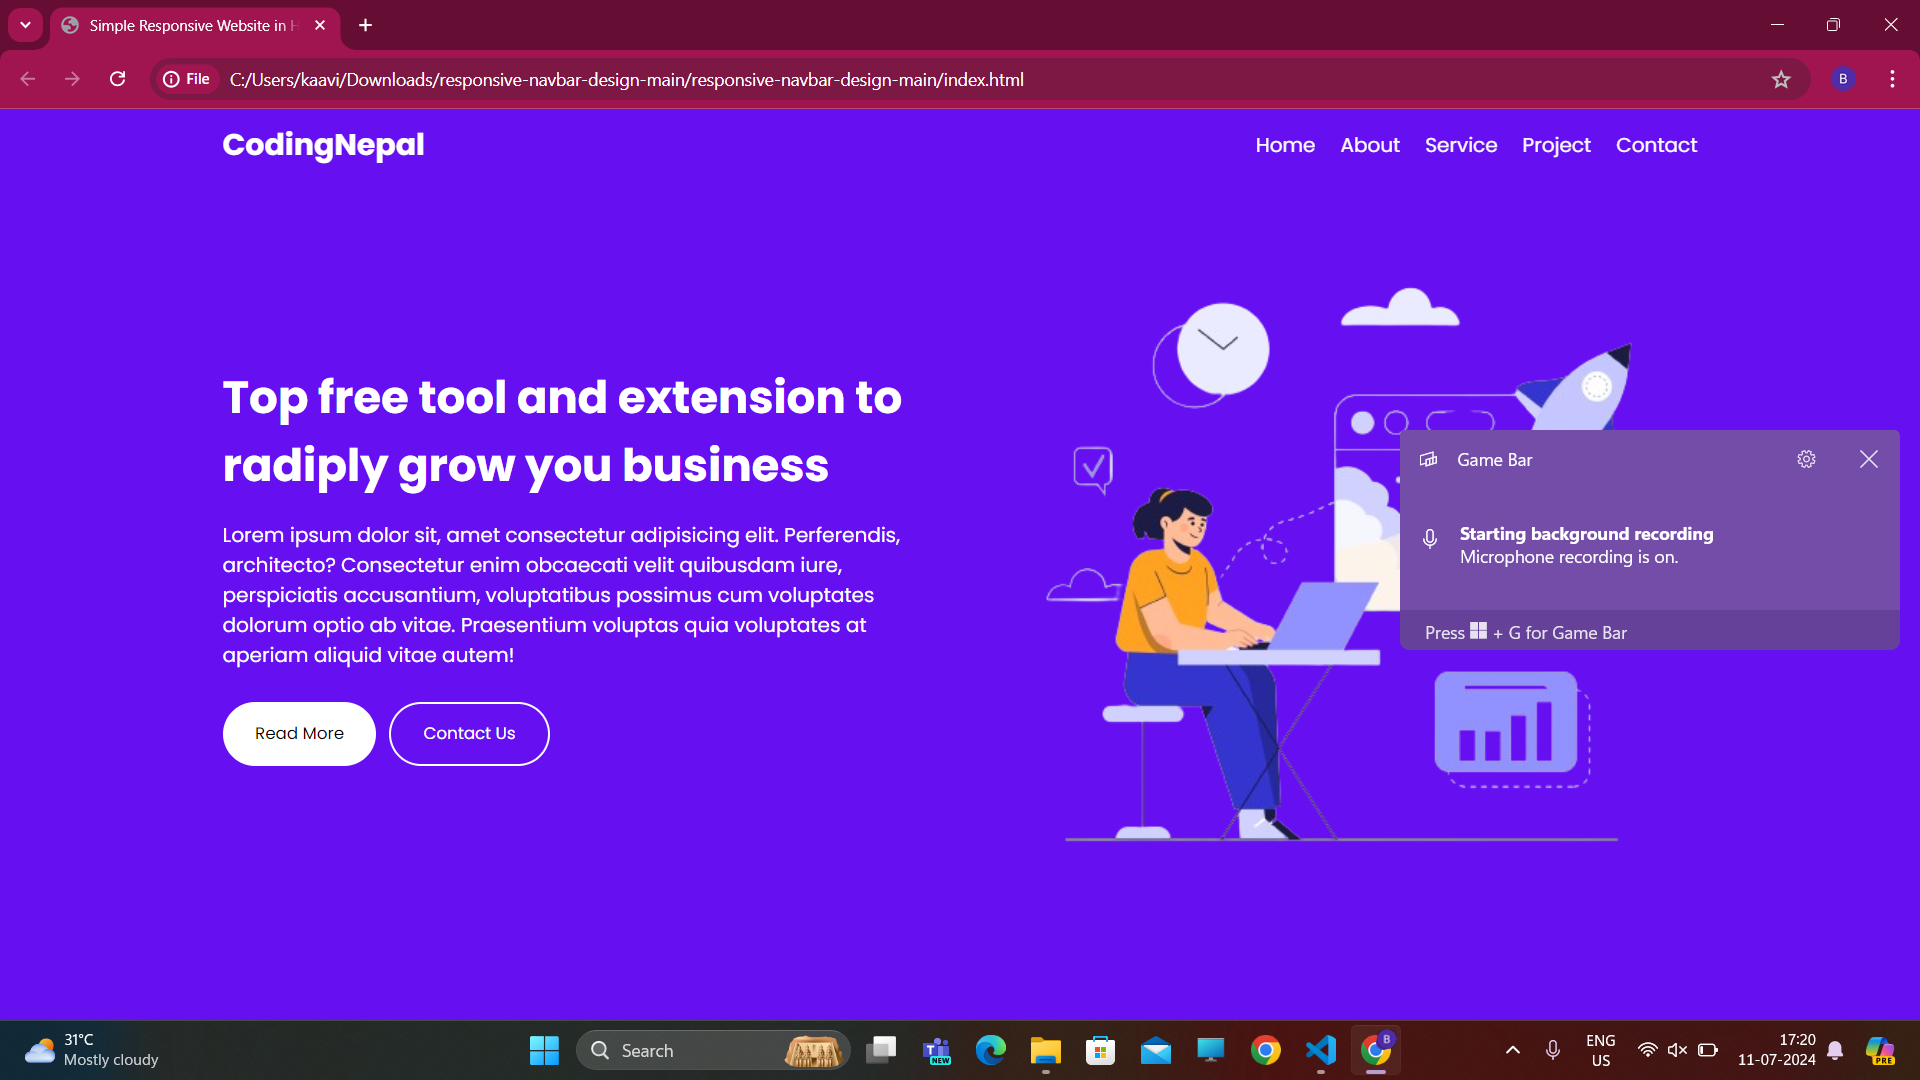 Simple Responsive Website in H
File
C:/Users/kaavi/Downloads/responsive-navbar-design-main/responsive-navbar-design-main/index.html
B
CodingNepal
Home About Service Project Contact
Top free tool and extension to
radiply grow you business
Lorem ipsum dolor sit, amet consectetur adipisicing elit. Perferendis,
architecto? Consectetur enim obcaecati velit quibusdam iure,
perspiciatis accusantium, voluptatibus possimus cum voluptates
dolorum optio ab vitae. Praesentium voluptas quia voluptates at
aperiam aliquid vitae autem!
Read More
Contact Us
Game Bar
Starting background recording
Microphone recording is on.
Press + G for Game Bar
31°C
Mostly cloudy
Search
NEW
B
ENG
US
17:20
11-07-2024
PRE